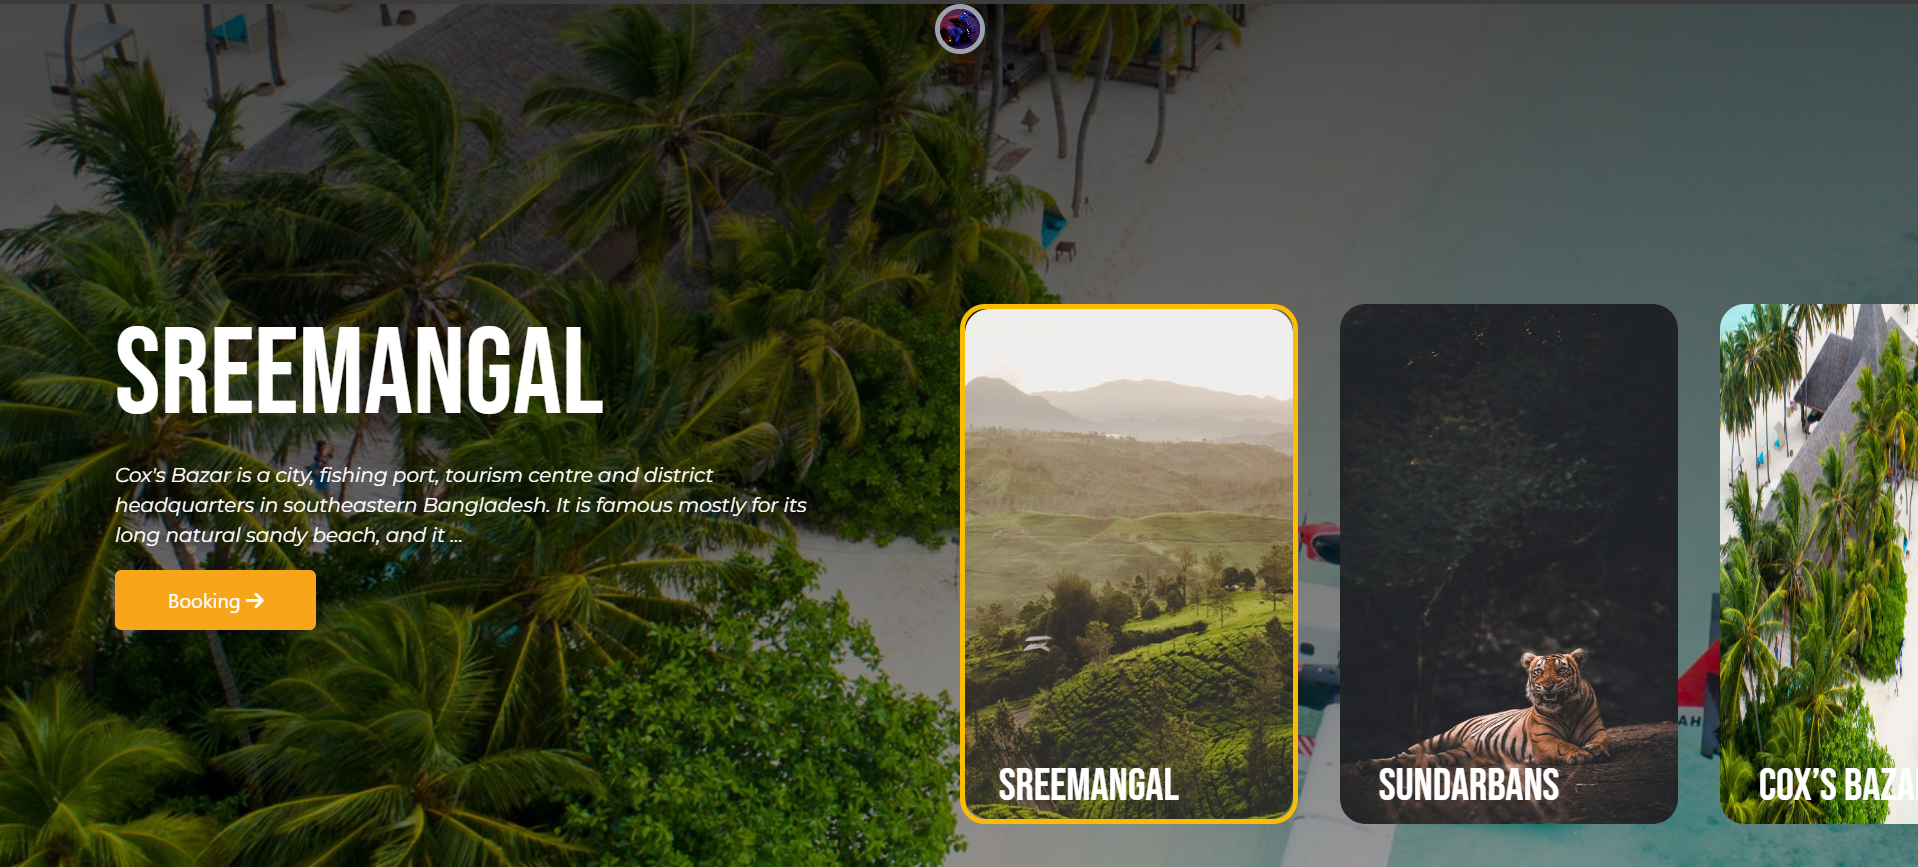 SREEMANGAL
Cox's Bazar is a city, fishing port, tourism centre and district
headquarters in southeastern Bangladesh. It is famous mostly for its
long natural sandy beach, and it ...
Booking
SREEMANGAL
SUNDARBANS
COX'S BAZA
AH